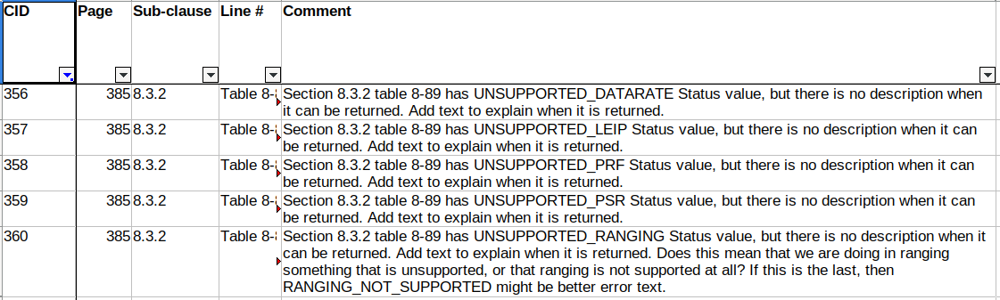 CID Page Sub-clause Line # Comment
356 385 8.3.2 Table 8- Section 8.3.2 table 8-89 has UNSUPPORTED_DATARATE Status value, but there is no description when
it can be returned. Add text to explain when it is returned.
357 385 8.3.2 Table 8- Section 8.3.2 table 8-89 has UNSUPPORTED_LEIP Status value, but there is no description when it can
be returned. Add text to explain when it is returned.
358 385 8.3.2 Table 8- Section 8.3.2 table 8-89 has UNSUPPORTED_PRF Status value, but there is no description when it can
be returned. Add text to explain when it is returned.
359 385 8.3.2 Table 8- Section 8.3.2 table 8-89 has UNSUPPORTED_PSR Status value, but there is no description when it can
be returned. Add text to explain when it is returned.
360 385 8.3.2 Table 8- Section 8.3.2 table 8-89 has UNSUPPORTED_RANGING Status value, but there is no description when it
can be returned. Add text to explain when it is returned. Does this mean that we are doing in ranging
something that is unsupported, or that ranging is not supported at all? If this is the last, then
RANGING_NOT_SUPPORTED might be better error text.